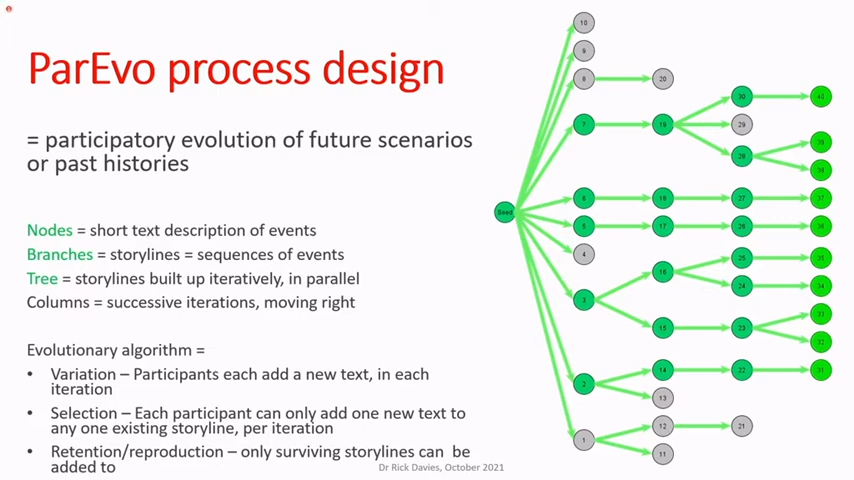 ParEvo process design
= participatory evolution of future scenarios
or past histories
Nodes = short text description of events
Branches = storylines = sequences of events
Tree = storylines built up iteratively, in parallel
Columns = successive iterations, moving right
Evolutionary algorithm =
• Variation – Participants each add a new text, in each
iteration
• Selection – Each participant can only add one new text to
any one existing storyline, per iteration
• Retention/reproduction – only surviving storylines can be
added to
Dr Rick Davies, October 2021
Seed
10
9
8
20
7
19
30
40
29
28
39
38
6
18
27
37
5
17
26
36
4
3
16
25
35
24
34
15
23
33
32
2
14
22
31
13
1
12
21
11